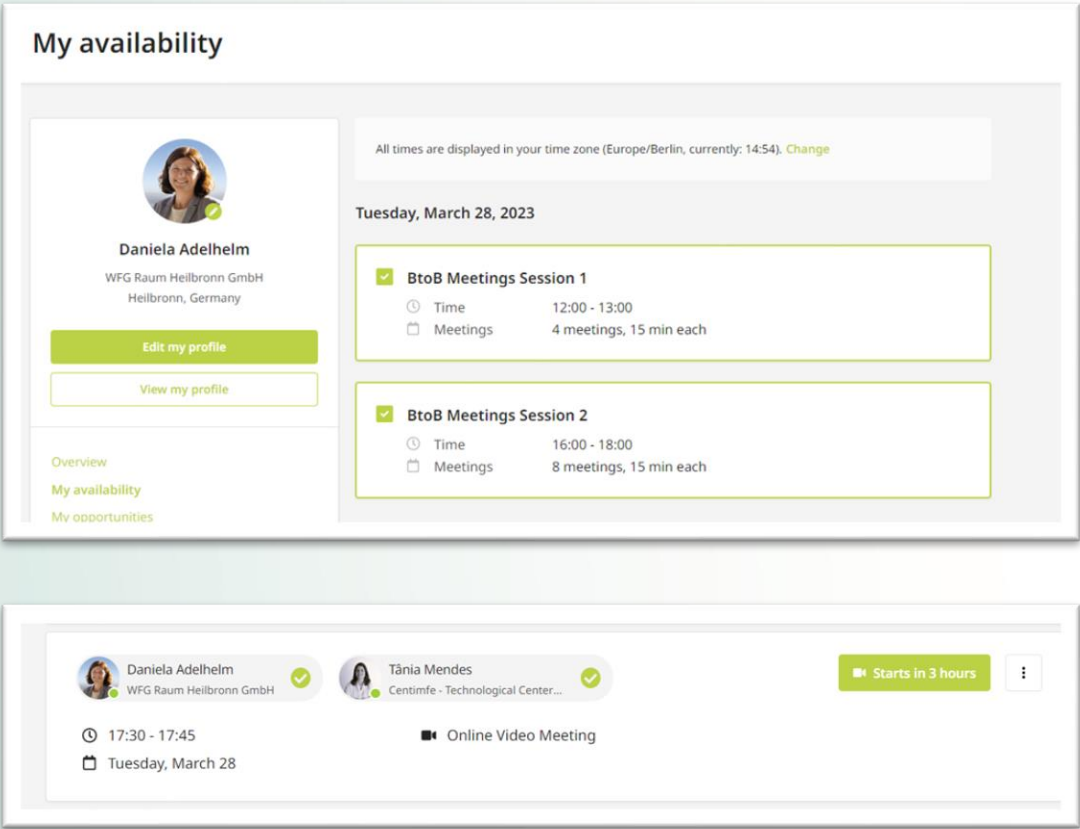 My availability
All times are displayed in your time zone (Europe/Berlin, currently: 14:54). Change
Daniela Adelhelm
WFG Raum Heilbronn GmbH
Heilbronn, Germany
Edit my profile
View my profile
Overview
My availability
My opportunities
Tuesday, March 28, 2023
BtoB Meetings Session 1
Time 12:00 - 13:00
Meetings 4 meetings, 15 min each
BtoB Meetings Session 2
Time 16:00 - 18:00
Meetings 8 meetings, 15 min each
Daniela Adelhelm
WFG Raum Heilbronn GmbH
Tânia Mendes
Centimfe - Technological Center...
Starts in 3 hours
17:30 - 17:45
Online Video Meeting
Tuesday, March 28